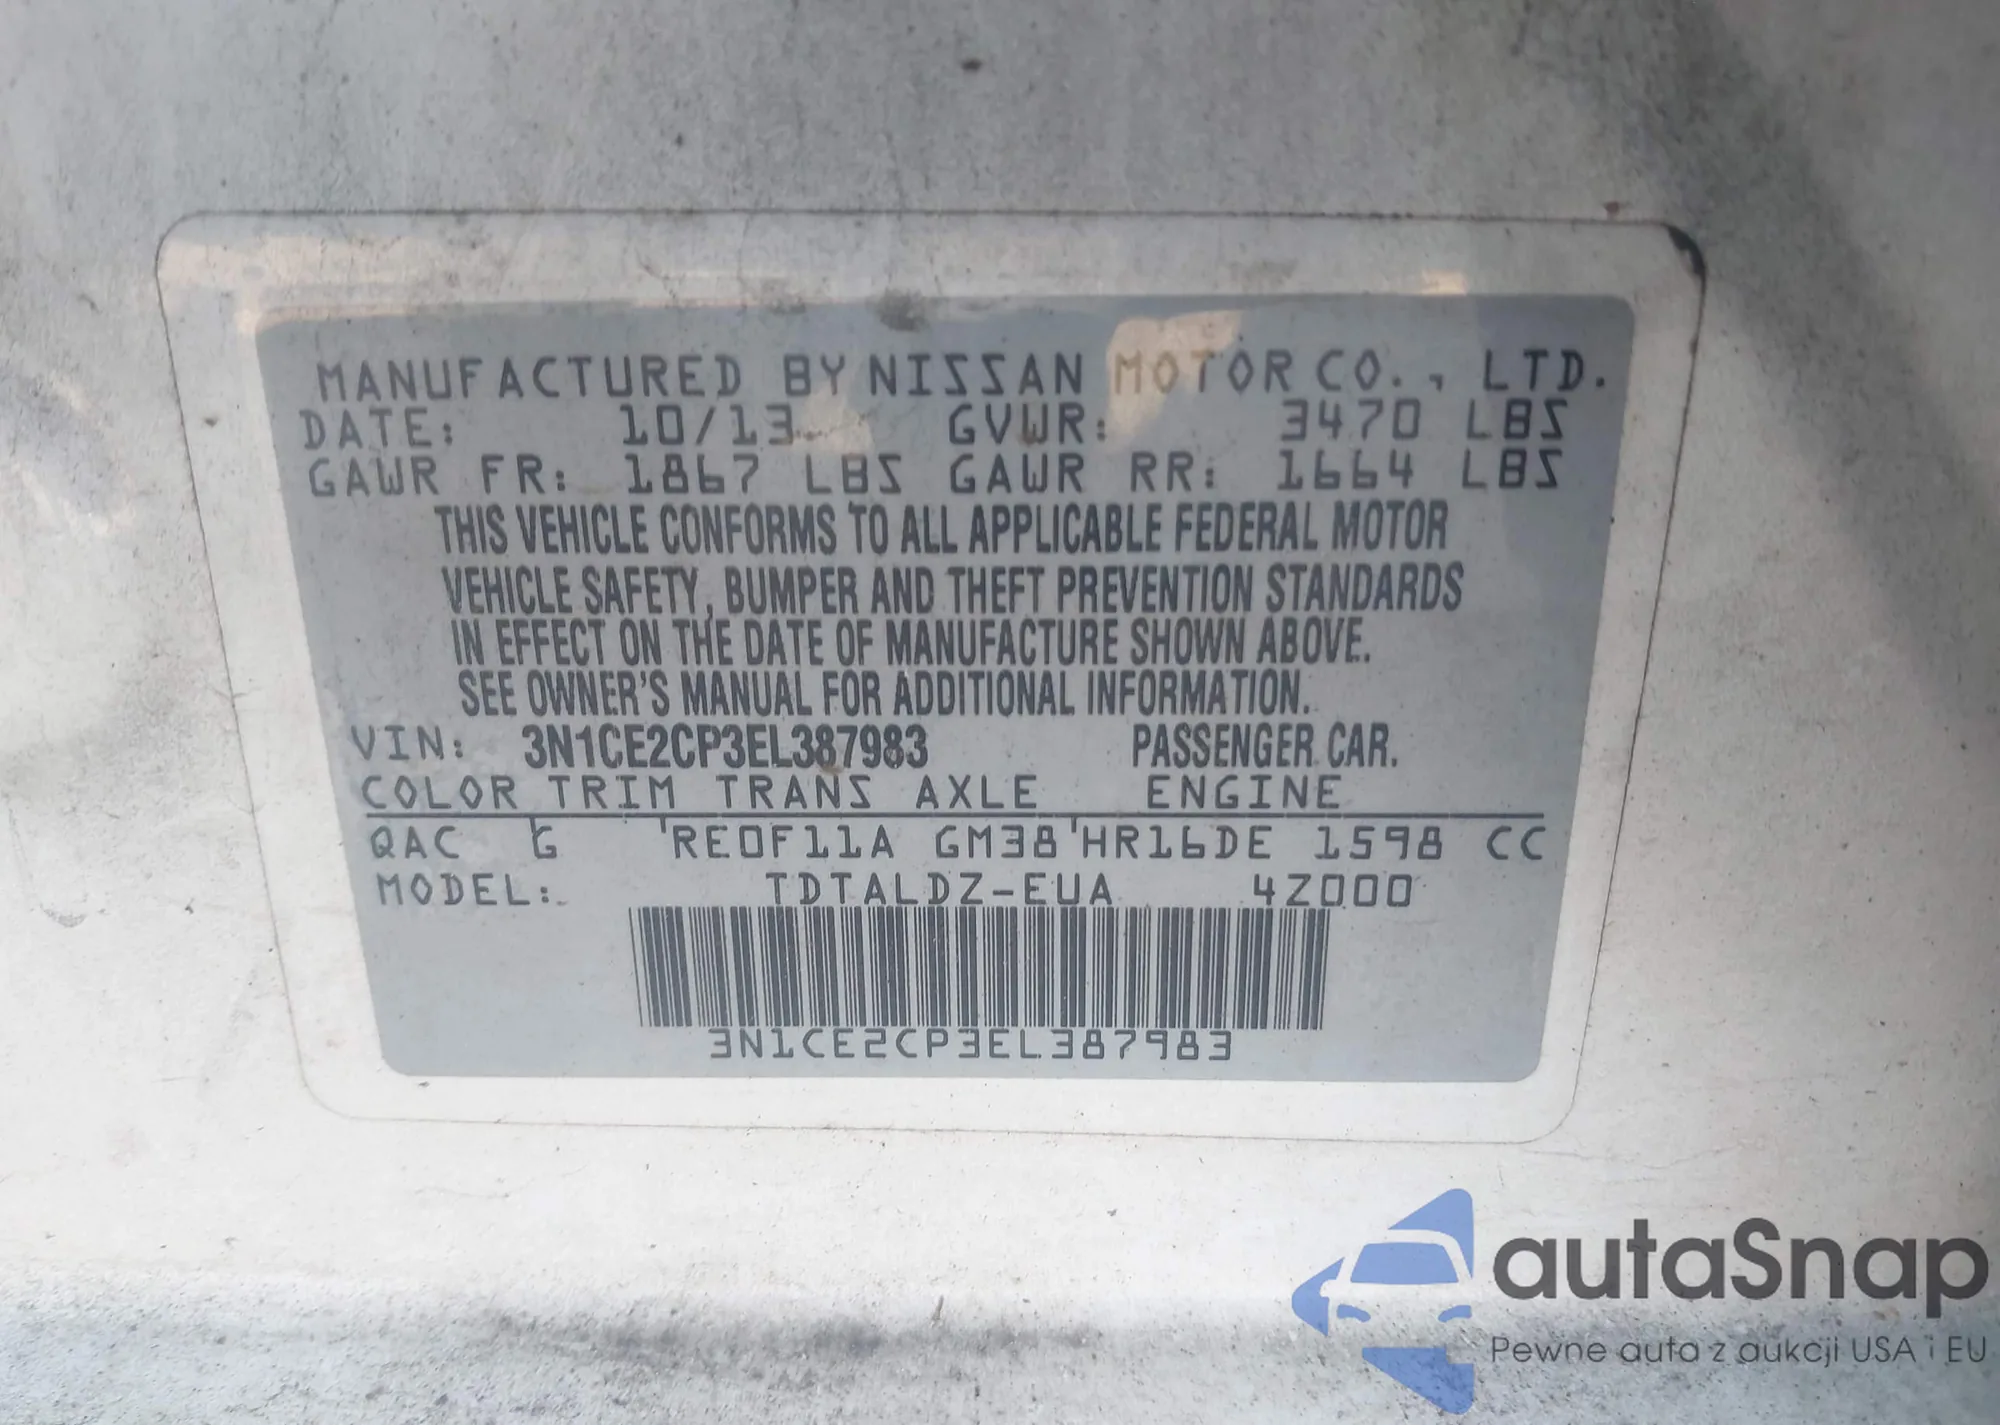 MANUFACTURED BY NISSAN MOTOR CO., LTD.
DATE: 10/13 GVWR: 3470 LBS
GAWR FR: 1867 LBS GAWR RR: 1664 LBS
THIS VEHICLE CONFORMS TO ALL APPLICABLE FEDERAL MOTOR
VEHICLE SAFETY, BUMPER AND THEFT PREVENTION STANDARDS
IN EFFECT ON THE DATE OF MANUFACTURE SHOWN ABOVE.
SEE OWNER'S MANUAL FOR ADDITIONAL INFORMATION.
VIN: 3N1CE2CP3EL387983 PASSENGER CAR.
COLOR TRIM TRANS AXLE ENGINE
QAC G RE0F11A GM38 HR16DE 1598 CC
MODEL: TDTALDZ-EUA 4Z000
3N1CE2CP3EL387983
autaSnap
Pewne auta z aukcji USA i EU